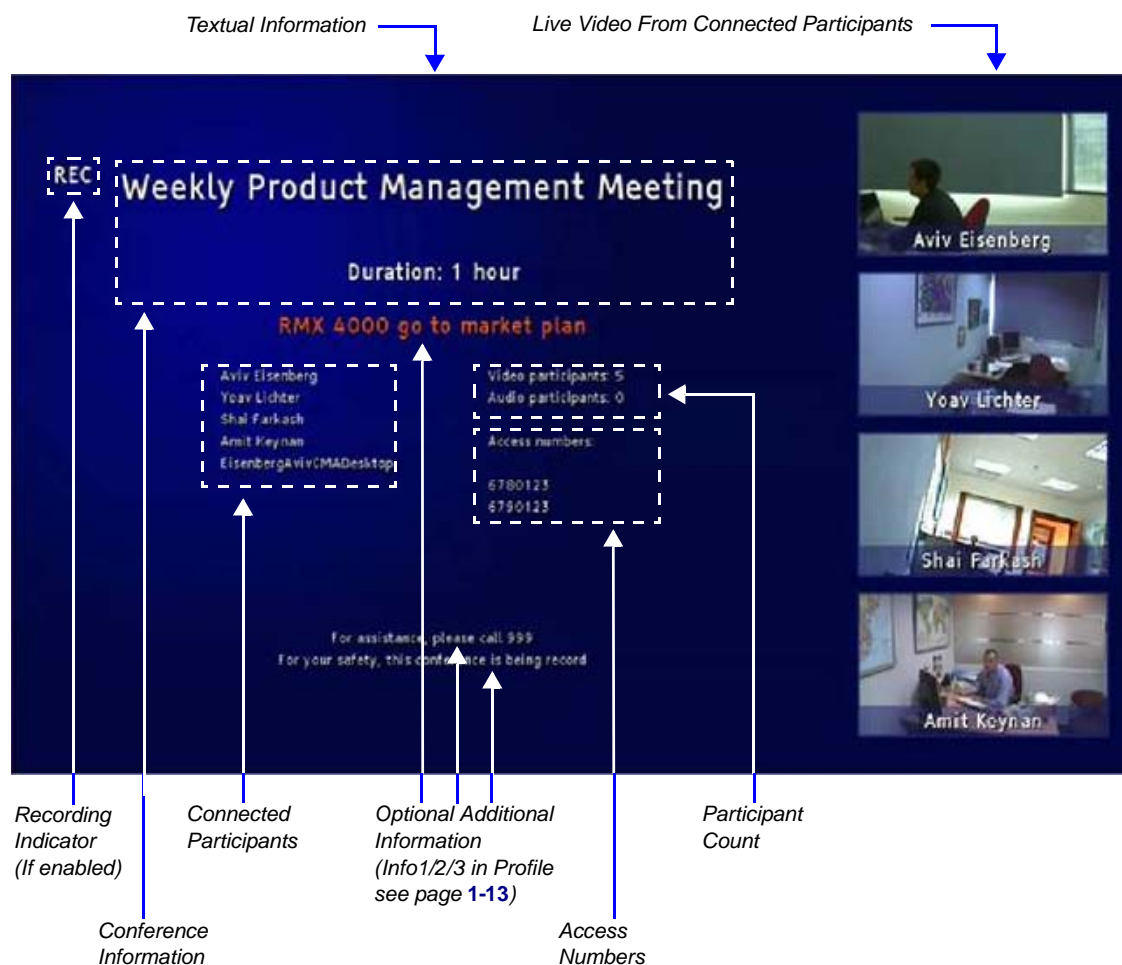 Textual Information
Live Video From Connected Participants
REC
Weekly Product Management Meeting
Duration: 1 hour
RMX 4000 go to market plan
Aviv Eisenberg
Yoav Lichter
Shai Farkash
Amit Keynan
EisenbergAvivCMADesktop
Video participants: 5
Audio participants: 0
Access numbers:
6780123
6790123
For assistance, please call 999
For your safety, this conference is being record
Aviv Eisenberg
Yoav Lichter
Shai Farkash
Amit Keynan
Recording
Indicator
(If enabled)
Connected
Participants
Optional Additional
Information
(Info1/2/3 in Profile
see page 1-13)
Participant
Count
Conference
Information
Access
Numbers